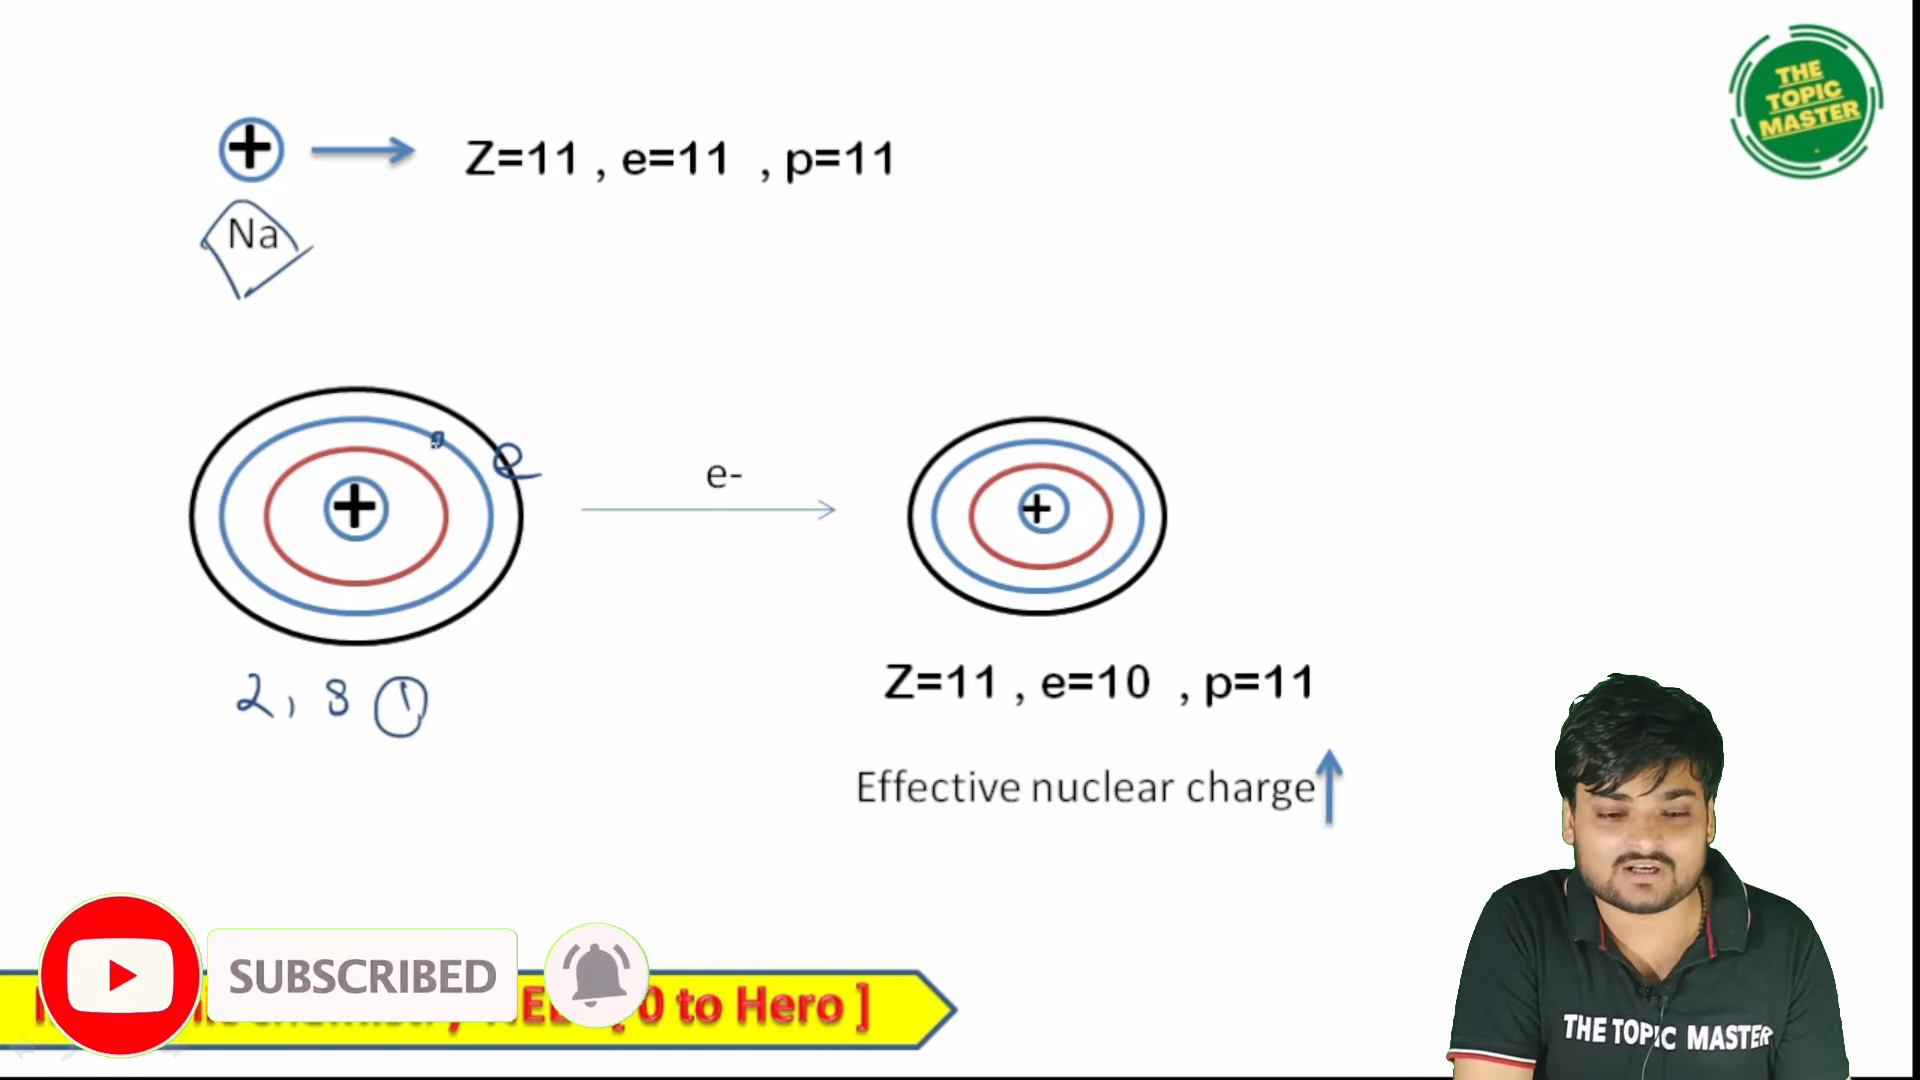 THE
TOPIC
MASTER
+
Z=11 , e=11 , p=11
Na
e
+
e-
+
2, 8 1
Z=11 , e=10 , p=11
Effective nuclear charge
SUBSCRIBED
0 to Hero ]
THE TOPIC MASTER